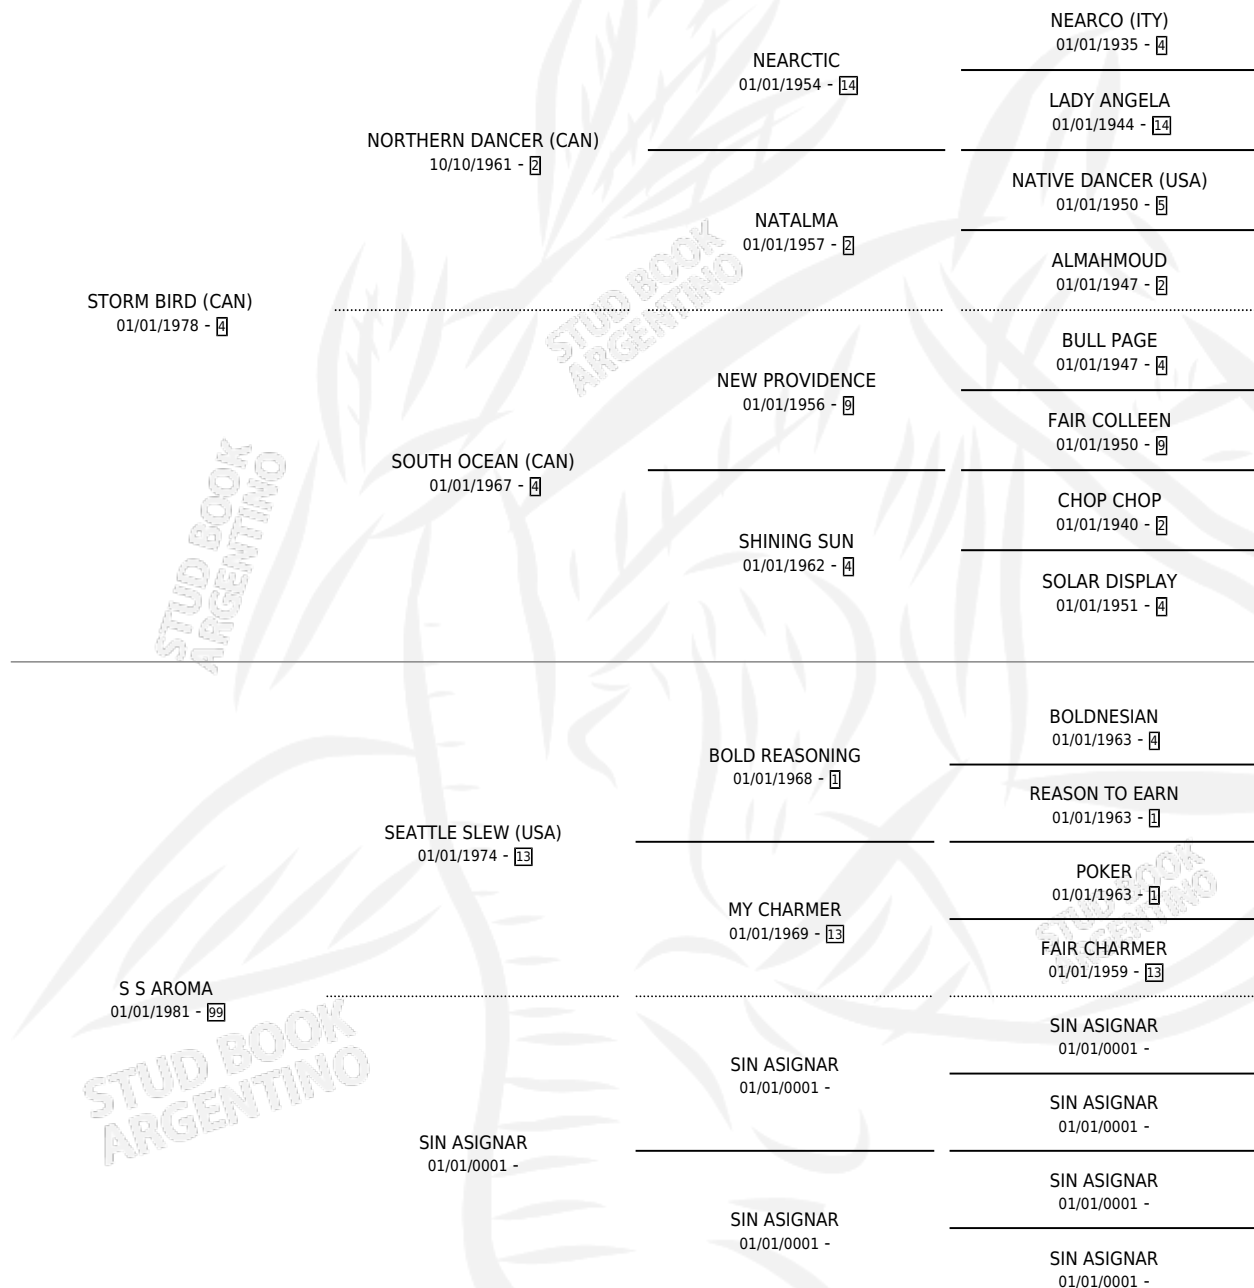 NEARCO (ITY)
01/01/1935 - 4
NEARCTIC
01/01/1954 - 14
LADY ANGELA
01/01/1944 - 14
NORTHERN DANCER (CAN)
10/10/1961 - 2
NATIVE DANCER (USA)
01/01/1950 - 5
NATALMA
01/01/1957 - 2
ALMAHMOUD
01/01/1947 - 2
STORM BIRD (CAN)
01/01/1978 - 4
STUD BOOK
ARGENTINO
BULL PAGE
01/01/1947 - 4
NEW PROVIDENCE
01/01/1956 - 9
FAIR COLLEEN
01/01/1950 - 9
SOUTH OCEAN (CAN)
01/01/1967 - 4
CHOP CHOP
01/01/1940 - 2
SHINING SUN
01/01/1962 - 4
SOLAR DISPLAY
01/01/1951 - 4
STUD BOOK
ARGENTINO
BOLDNESIAN
01/01/1963 - 4
BOLD REASONING
01/01/1968 - 1
REASON TO EARN
01/01/1963 - 1
SEATTLE SLEW (USA)
01/01/1974 - 13
POKER
01/01/1963 - 1
STUD BOOK
ARGENTINO
MY CHARMER
01/01/1969 - 13
FAIR CHARMER
01/01/1959 - 13
S S AROMA
01/01/1981 - 99
STUD BOOK
ARGENTINO
SIN ASIGNAR
01/01/0001 -
SIN ASIGNAR
01/01/0001 -
SIN ASIGNAR
01/01/0001 -
SIN ASIGNAR
01/01/0001 -
SIN ASIGNAR
01/01/0001 -
SIN ASIGNAR
01/01/0001 -
SIN ASIGNAR
01/01/0001 -